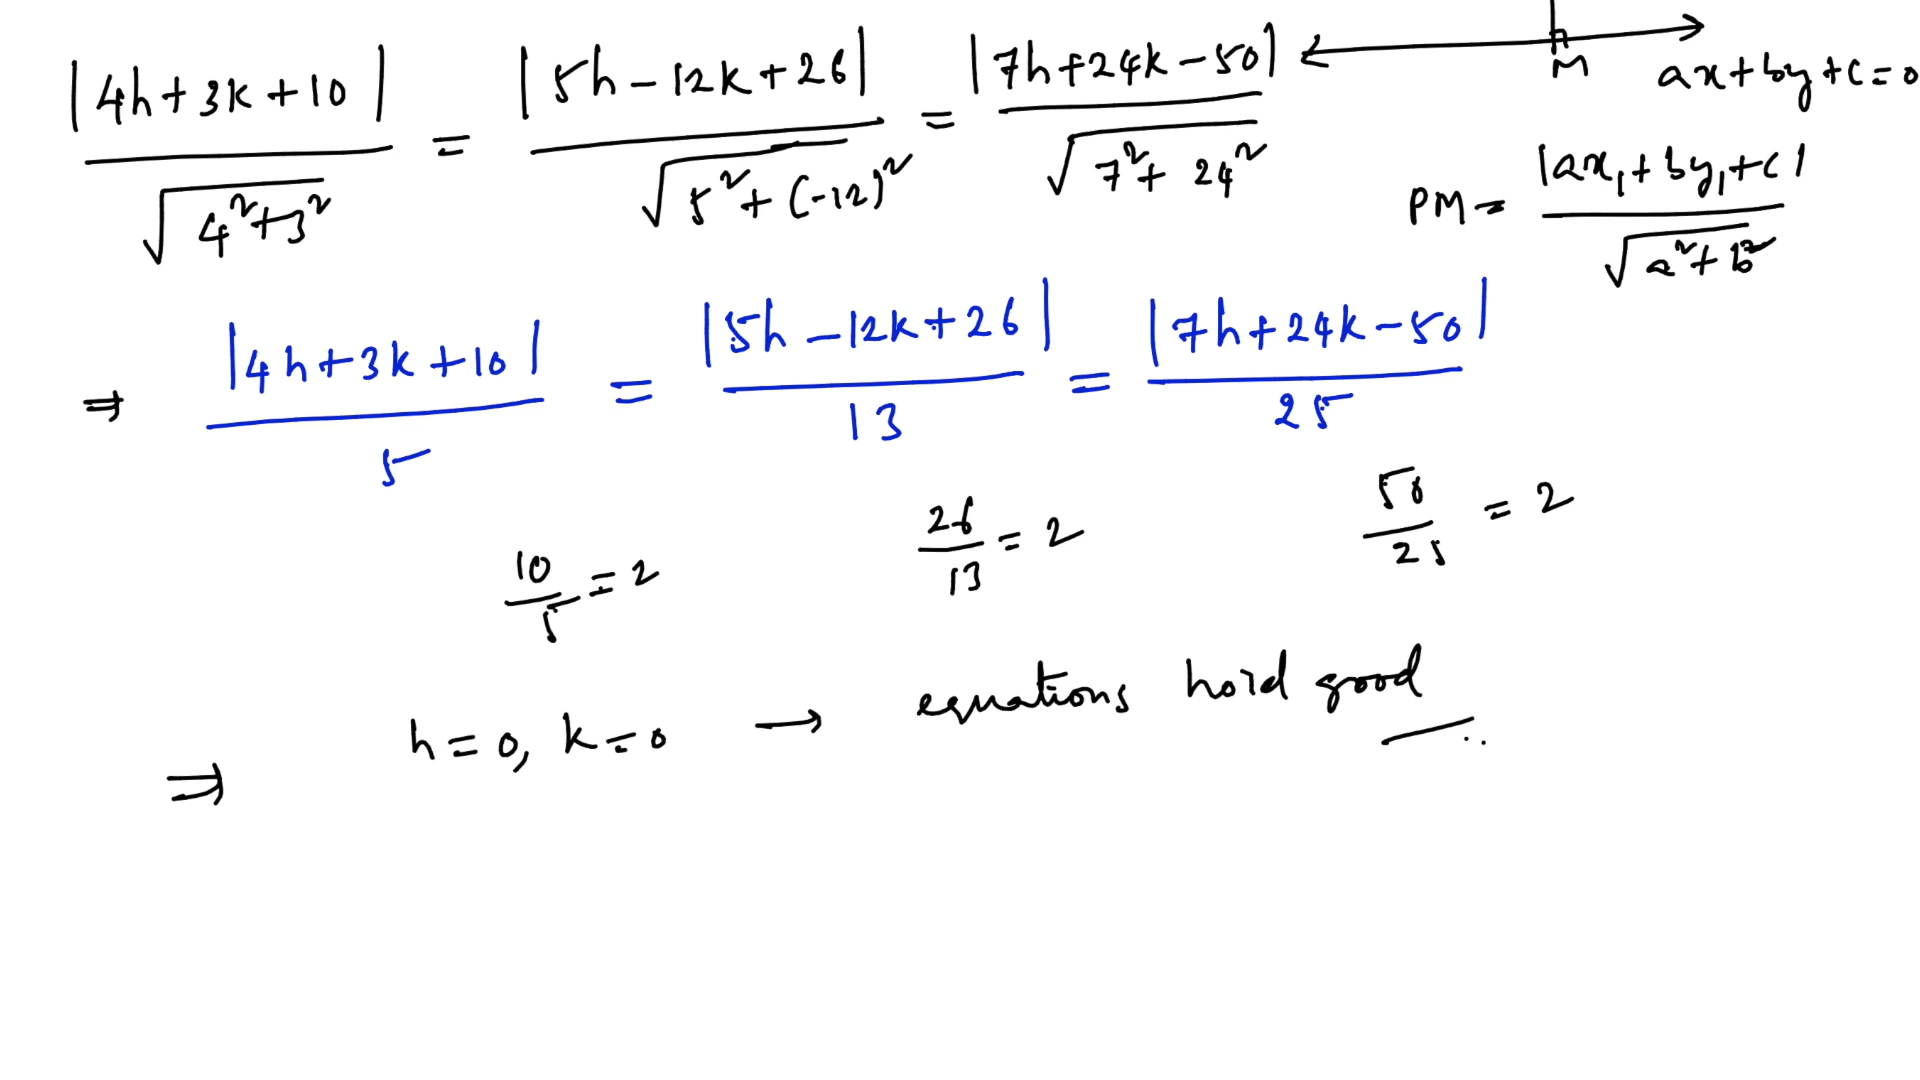 |4h+3k+10| / √(4²+3²) = |5h-12k+26| / √(5²+(-12)²) = |7h+24k-50| / √(7²+24²)
M
ax+by+c=0
PM = |ax₁+by₁+c| / √(a²+b²)
⇒ |4h+3k+10| / 5 = |5h-12k+26| / 13 = |7h+24k-50| / 25
10/5 = 2 26/13 = 2 50/25 = 2
⇒ h=0, k=0 → equations hold good